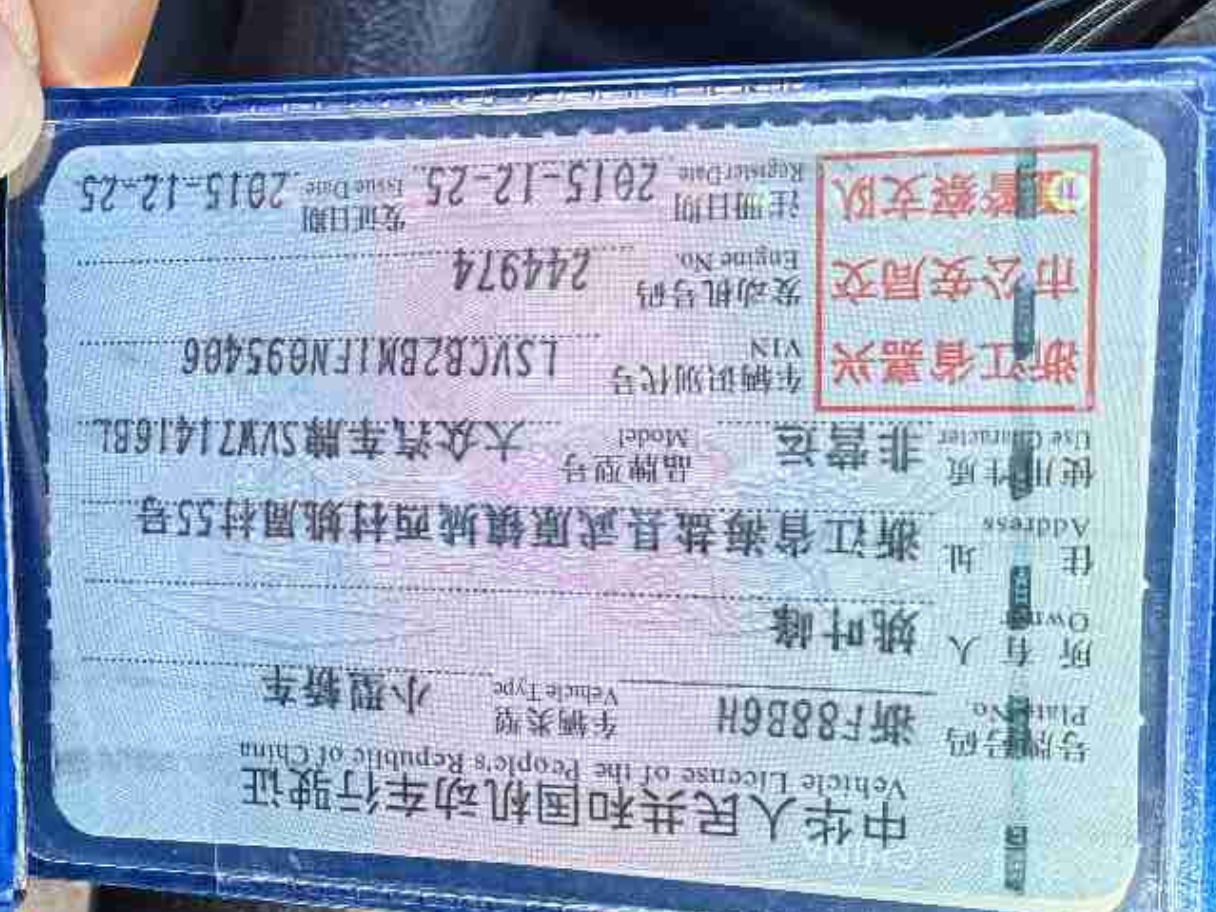 中华人民共和国机动车行驶证
Vehicle License of the People's Republic of China
号牌号码 浙F88B6H 车辆类型 小型轿车
Plate No. Vehicle Type
所有人 姚叶峰
Owner
住址 浙江省海盐县武原镇城西村姚周村55号
Address
使用性质 非营运 品牌型号 大众汽车牌SVW71416BL
Use Character Model
浙江省嘉兴
市公安局交
警察支队
车辆识别代号 LSVCB2BM1FN095406
VIN
发动机号码 244974
Engine No.
注册日期 2015-12-25 发证日期 2015-12-25
Register Date Issue Date